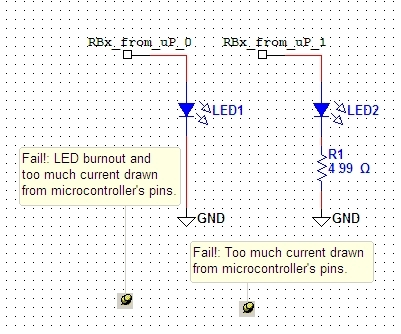 RBx_from_uP_0
RBx_from_uP_1
LED1
LED2
Fail!: LED burnout and
too much current drawn
from microcontroller's pins.
R1
4.99 Ω
GND
GND
Fail!: Too much current drawn
from microcontroller's pins.